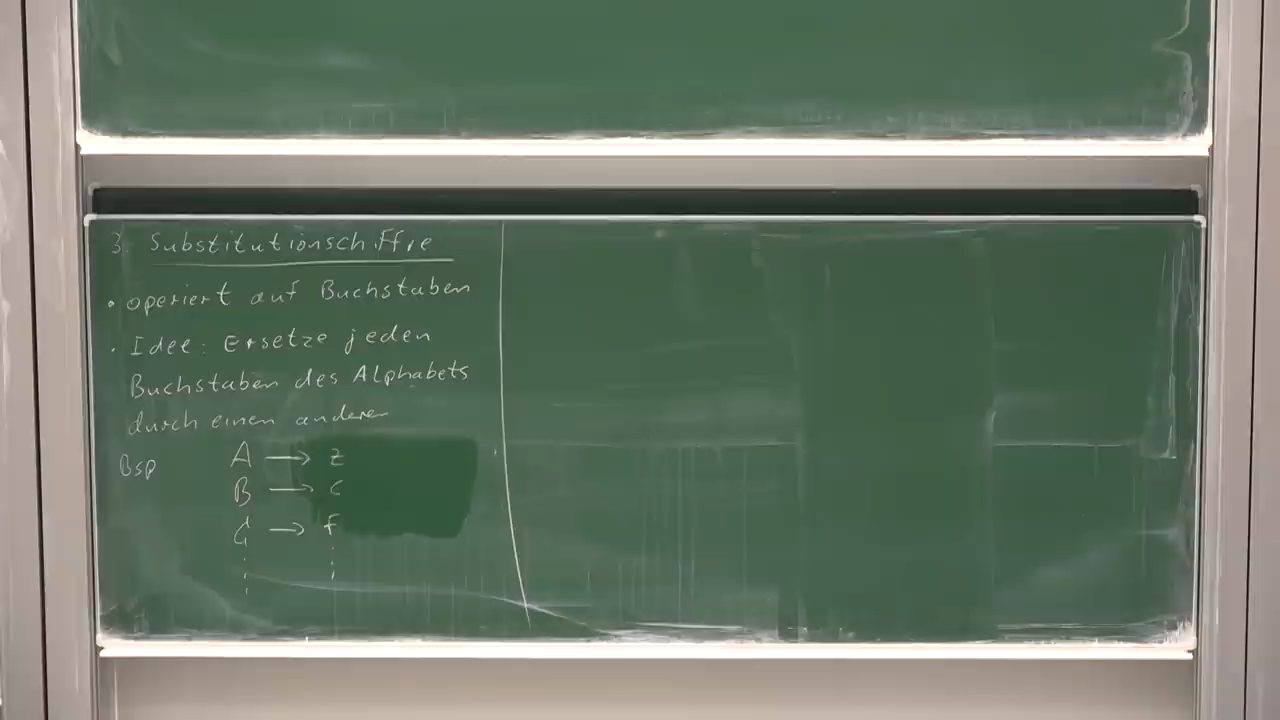 3. Substitutionschiffre
• operiert auf Buchstaben
• Idee: Ersetze jeden
Buchstaben des Alphabets
durch einen anderen
Bsp A → z
B → c
C → f